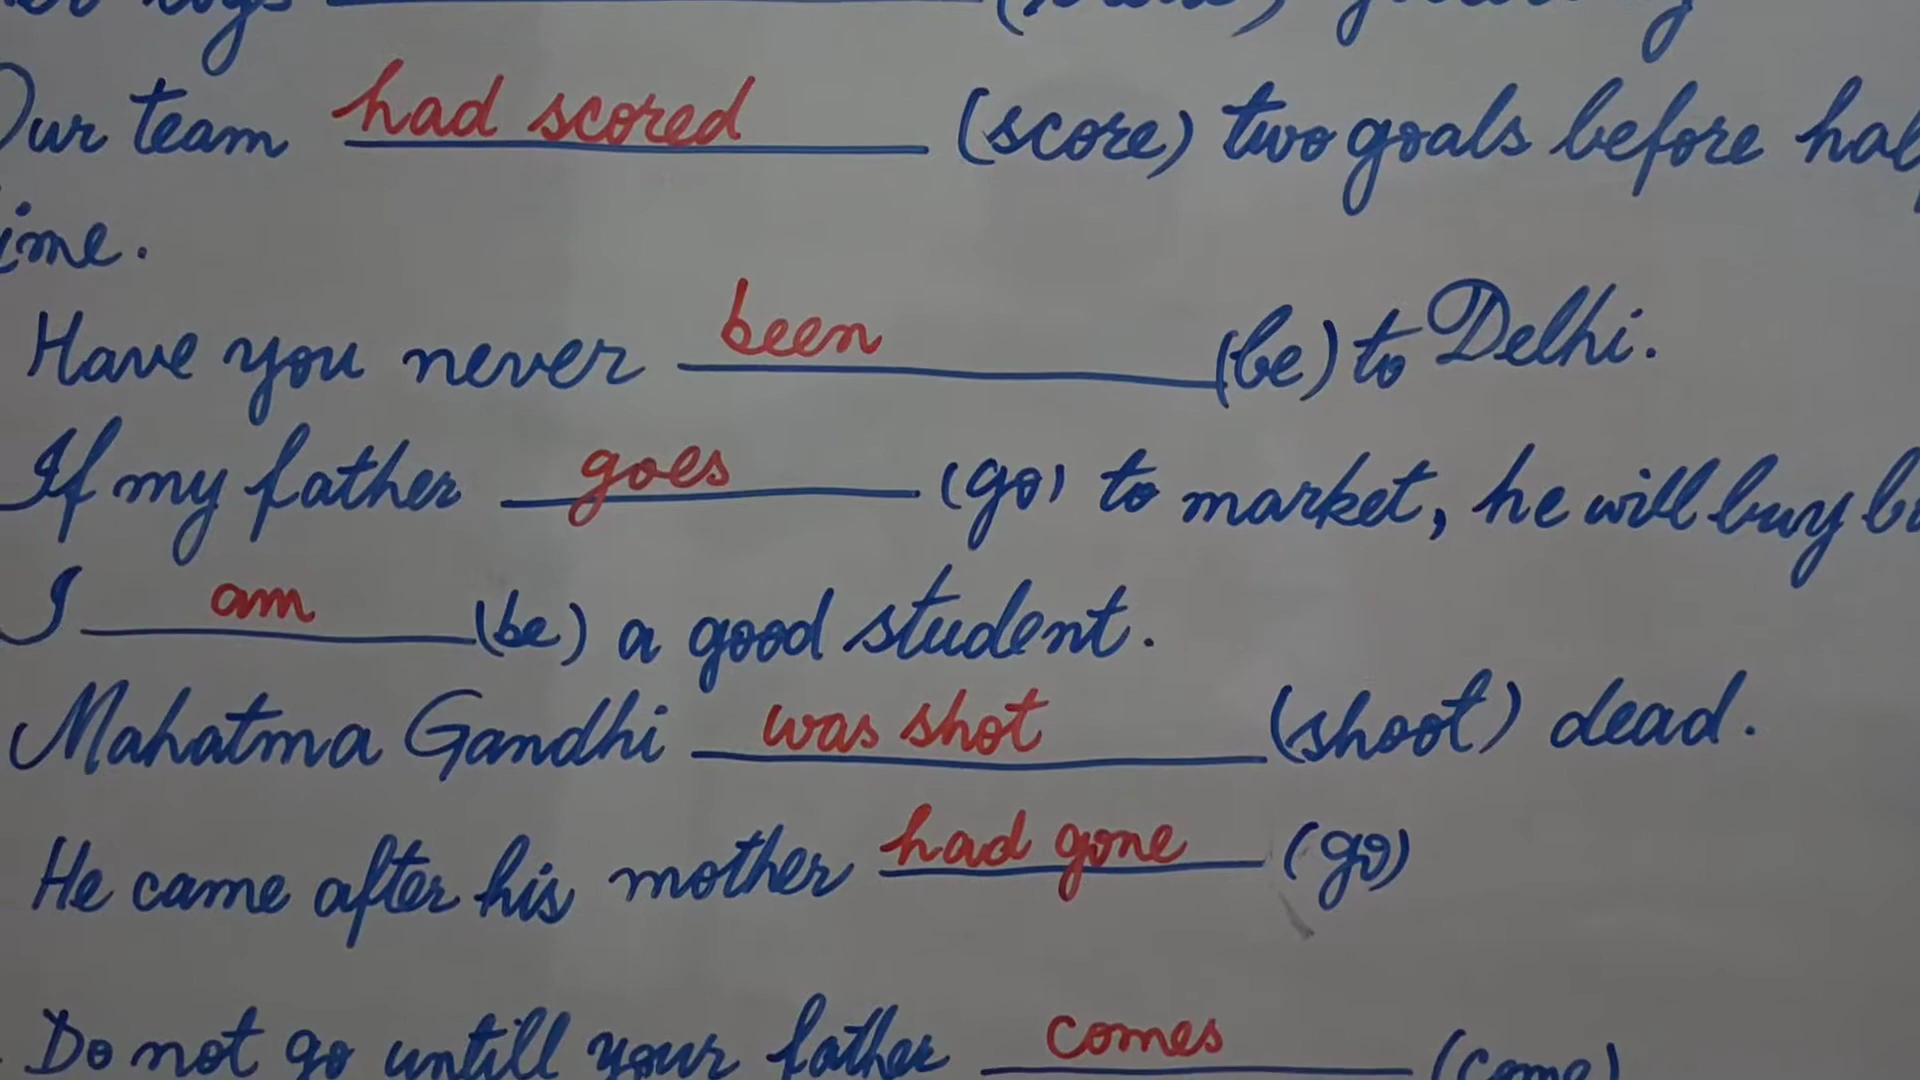 Our team had scored (score) two goals before hal
ime.
Have you never been (be) to Delhi.
If my father goes (go) to market, he will buy
I am (be) a good student.
Mahatma Gandhi was shot (shoot) dead.
He came after his mother had gone (go)
Do not go untill your father comes (come)